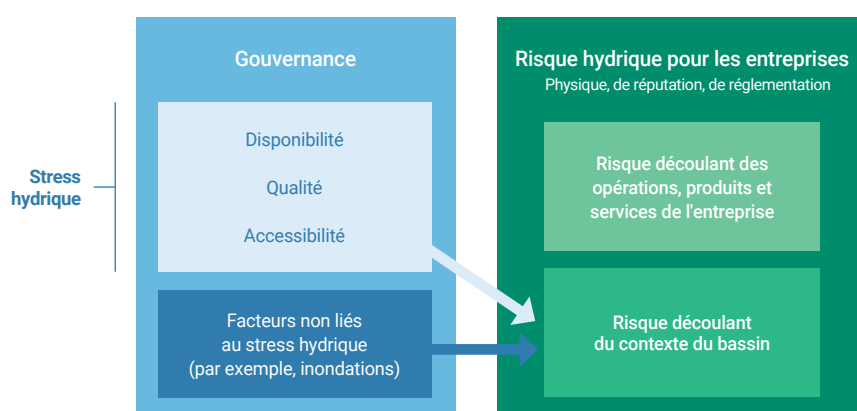 Stress
hydrique
Gouvernance
Disponibilité
Qualité
Accessibilité
Facteurs non liés
au stress hydrique
(par exemple, inondations)
Risque hydrique pour les entreprises
Physique, de réputation, de réglementation
Risque découlant des
opérations, produits et
services de l'entreprise
Risque découlant
du contexte du bassin